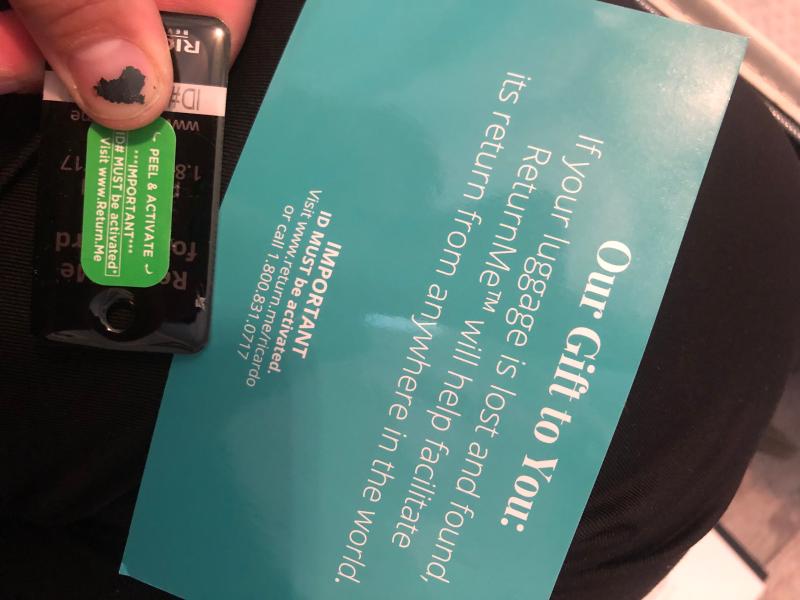 Our Gift to You:
If your luggage is lost and found,
ReturnMe™ will help facilitate
its return from anywhere in the world.
IMPORTANT
ID MUST be activated.
visit www.return.me/ricardo
or call 1.800.831.0717
PEEL & ACTIVATE
***IMPORTANT***
ID# MUST be activated*
Visit www.Return.Me
ID#